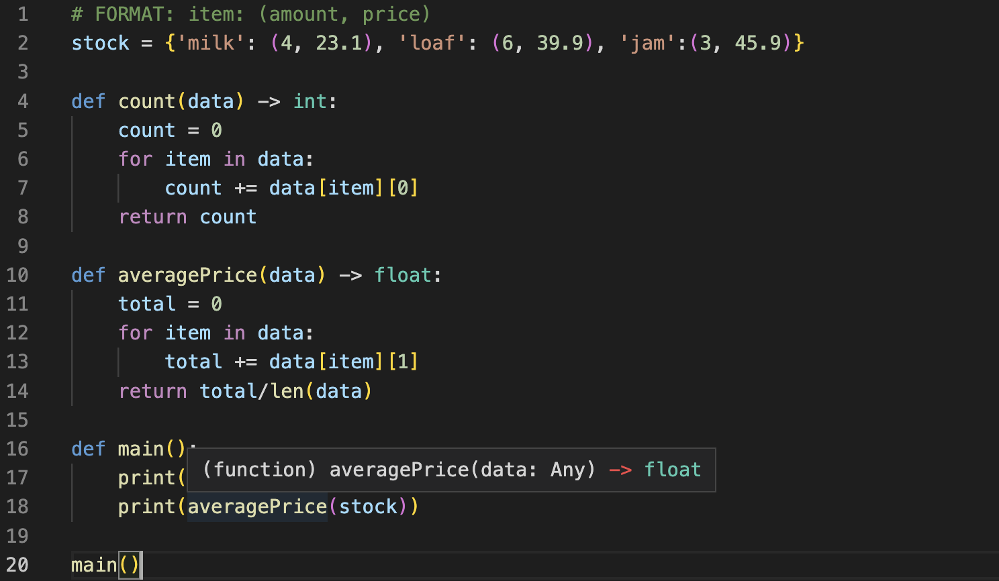 1 # FORMAT: item: (amount, price)
2 stock = {'milk': (4, 23.1), 'loaf': (6, 39.9), 'jam':(3, 45.9)}
3
4 def count(data) -> int:
5     count = 0
6     for item in data:
7         count += data[item][0]
8     return count
9
10 def averagePrice(data) -> float:
11     total = 0
12     for item in data:
13         total += data[item][1]
14     return total/len(data)
15
16 def main():
(function) averagePrice(data: Any) -> float
17     print(
18     print(averagePrice(stock))
19
20 main()